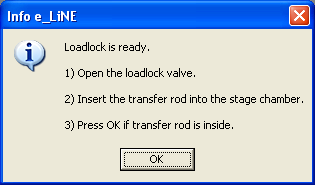 Info e_LiNE
Loadlock is ready.
1) Open the loadlock valve.
2) Insert the transfer rod into the stage chamber.
3) Press OK if transfer rod is inside.
OK